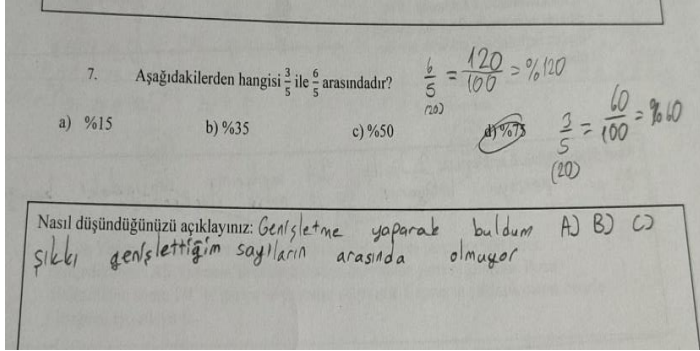 7. Aşağıdakilerden hangisi 3/5 ile 6/5 arasındadır?
6/5 = 120/100 = %120
(20)
a) %15 b) %35 c) %50 d) %75
3/5 = 60/100 = %60
(20)
Nasıl düşündüğünüzü açıklayınız: Genişletme yaparak buldum A) B) C)
şıkkı genişlettiğim sayıların arasında olmuyor